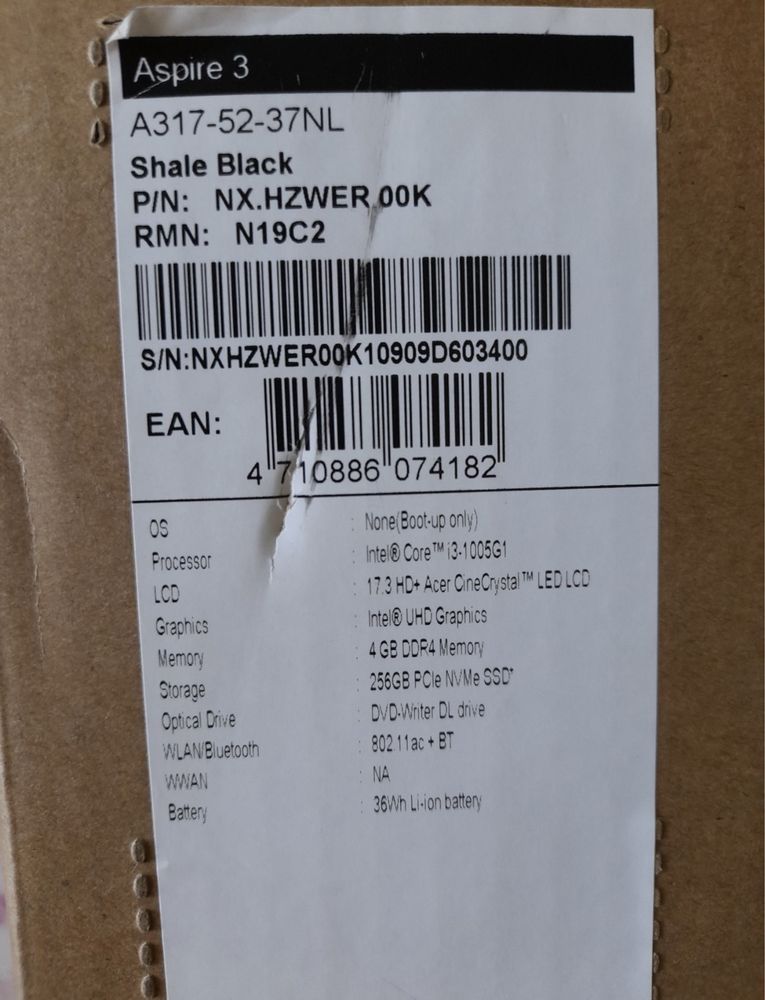 Aspire 3
A317-52-37NL
Shale Black
P/N: NX.HZWER.00K
RMN: N19C2
S/N:NXHZWER00K10909D603400
EAN:
4 710886 074182
OS : None(Boot-up only)
Processor : Intel® Core™ i3-1005G1
LCD : 17.3 HD+ Acer CineCrystal™ LED LCD
Graphics : Intel® UHD Graphics
Memory : 4 GB DDR4 Memory
Storage : 256GB PCIe NVMe SSD*
Optical Drive : DVD-Writer DL drive
WLAN/Bluetooth : 802.11ac + BT
WWAN : NA
Battery : 36Wh Li-ion battery